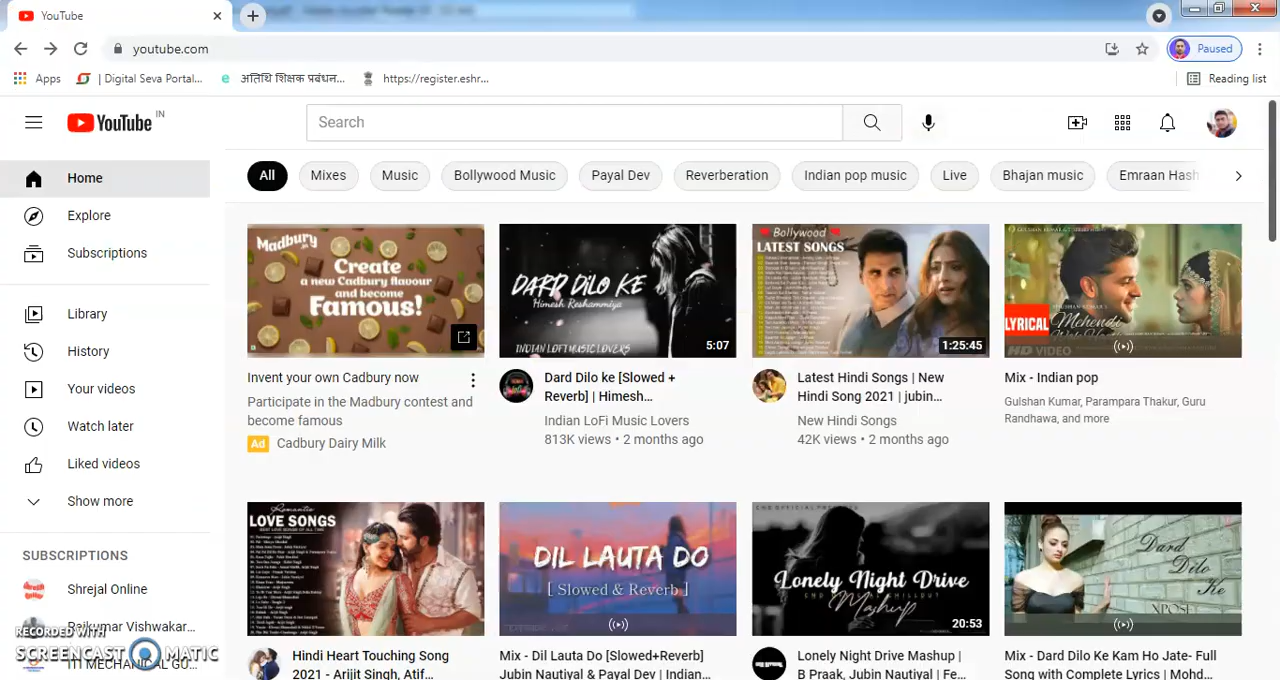 YouTube
youtube.com
Paused
Apps
| Digital Seva Portal...
अतिथि शिक्षक प्रबंधन...
https://register.eshr...
Reading list
YouTube IN
Search
Home
Explore
Subscriptions
Library
History
Your videos
Watch later
Liked videos
Show more
SUBSCRIPTIONS
Shrejal Online
Rajkumar Vishwakar...
ITI MECHANICAL GU...
RECORDED WITH
SCREENCAST MATIC
All
Mixes
Music
Bollywood Music
Payal Dev
Reverberation
Indian pop music
Live
Bhajan music
Emraan Hash
Madbury
Create
a new Cadbury flavour
and become
Famous!
Invent your own Cadbury now
Participate in the Madbury contest and
become famous
Ad Cadbury Dairy Milk
DARD DILO KE
Himesh Reshammiya
INDIAN LOFI MUSIC LOVERS
5:07
Dard Dilo ke [Slowed +
Reverb] | Himesh...
Indian LoFi Music Lovers
813K views • 2 months ago
Bollywood
LATEST SONGS
1:25:45
Latest Hindi Songs | New
Hindi Song 2021 | jubin...
New Hindi Songs
42K views • 2 months ago
GULSHAN KUMAR
LYRICAL
Mehendi
HD VIDEO
Mix - Indian pop
Gulshan Kumar, Parampara Thakur, Guru
Randhawa, and more
Romantic
LOVE SONGS
Hindi Heart Touching Song
2021 - Arijit Singh, Atif...
DIL LAUTA DO
[ Slowed & Reverb ]
Mix - Dil Lauta Do [Slowed+Reverb]
Jubin Nautiyal & Payal Dev | Indian
Lonely Night Drive
Mashup
20:53
Lonely Night Drive Mashup |
B Praak, Jubin Nautiyal | Fe...
Dard
Dilo
Ke
Mix - Dard Dilo Ke Kam Ho Jate- Full
Song with Complete Lyrics | Mohd